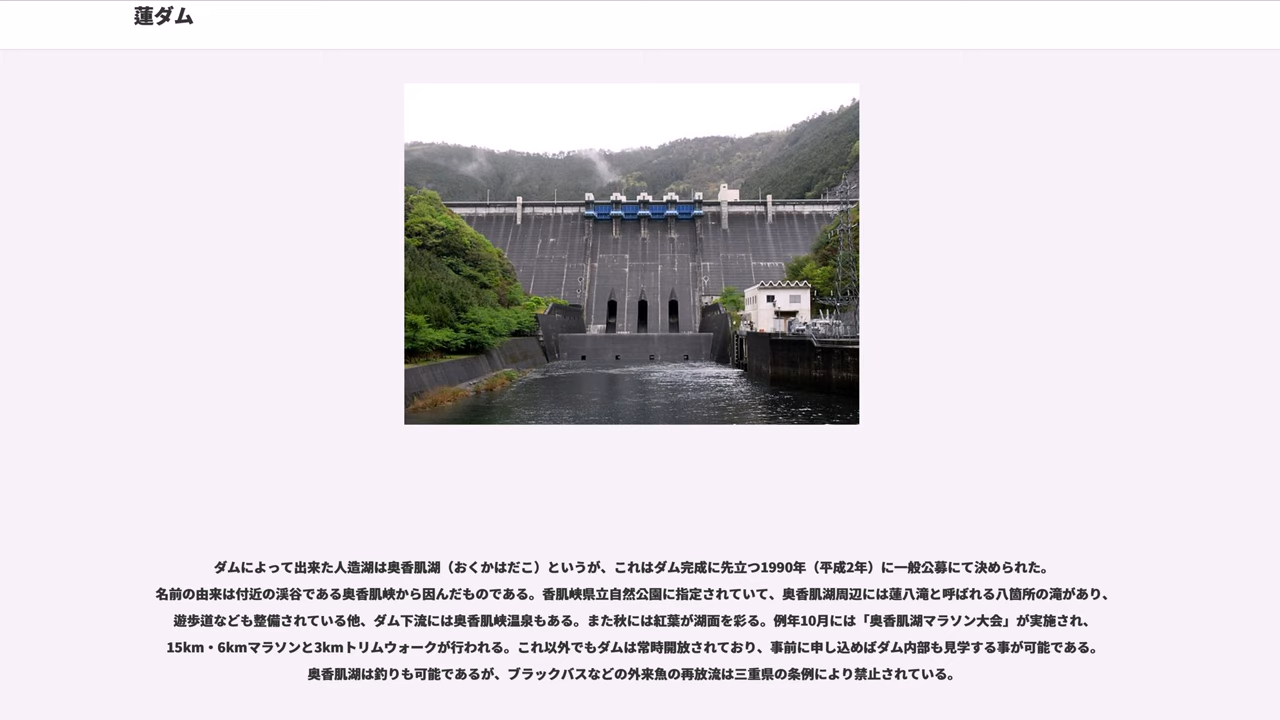 蓮ダム
ダムによって出来た人造湖は奥香肌湖（おくかはだこ）というが、これはダム完成に先立つ1990年（平成2年）に一般公募にて決められた。
名前の由来は付近の渓谷である奥香肌峡から因んだものである。香肌峡県立自然公園に指定されていて、奥香肌湖周辺には蓮八滝と呼ばれる八箇所の滝があり、
遊歩道なども整備されている他、ダム下流には奥香肌峡温泉もある。また秋には紅葉が湖面を彩る。例年10月には「奥香肌湖マラソン大会」が実施され、
15km・6kmマラソンと3kmトリムウォークが行われる。これ以外でもダムは常時開放されており、事前に申し込めばダム内部も見学する事が可能である。
奥香肌湖は釣りも可能であるが、ブラックバスなどの外来魚の再放流は三重県の条例により禁止されている。